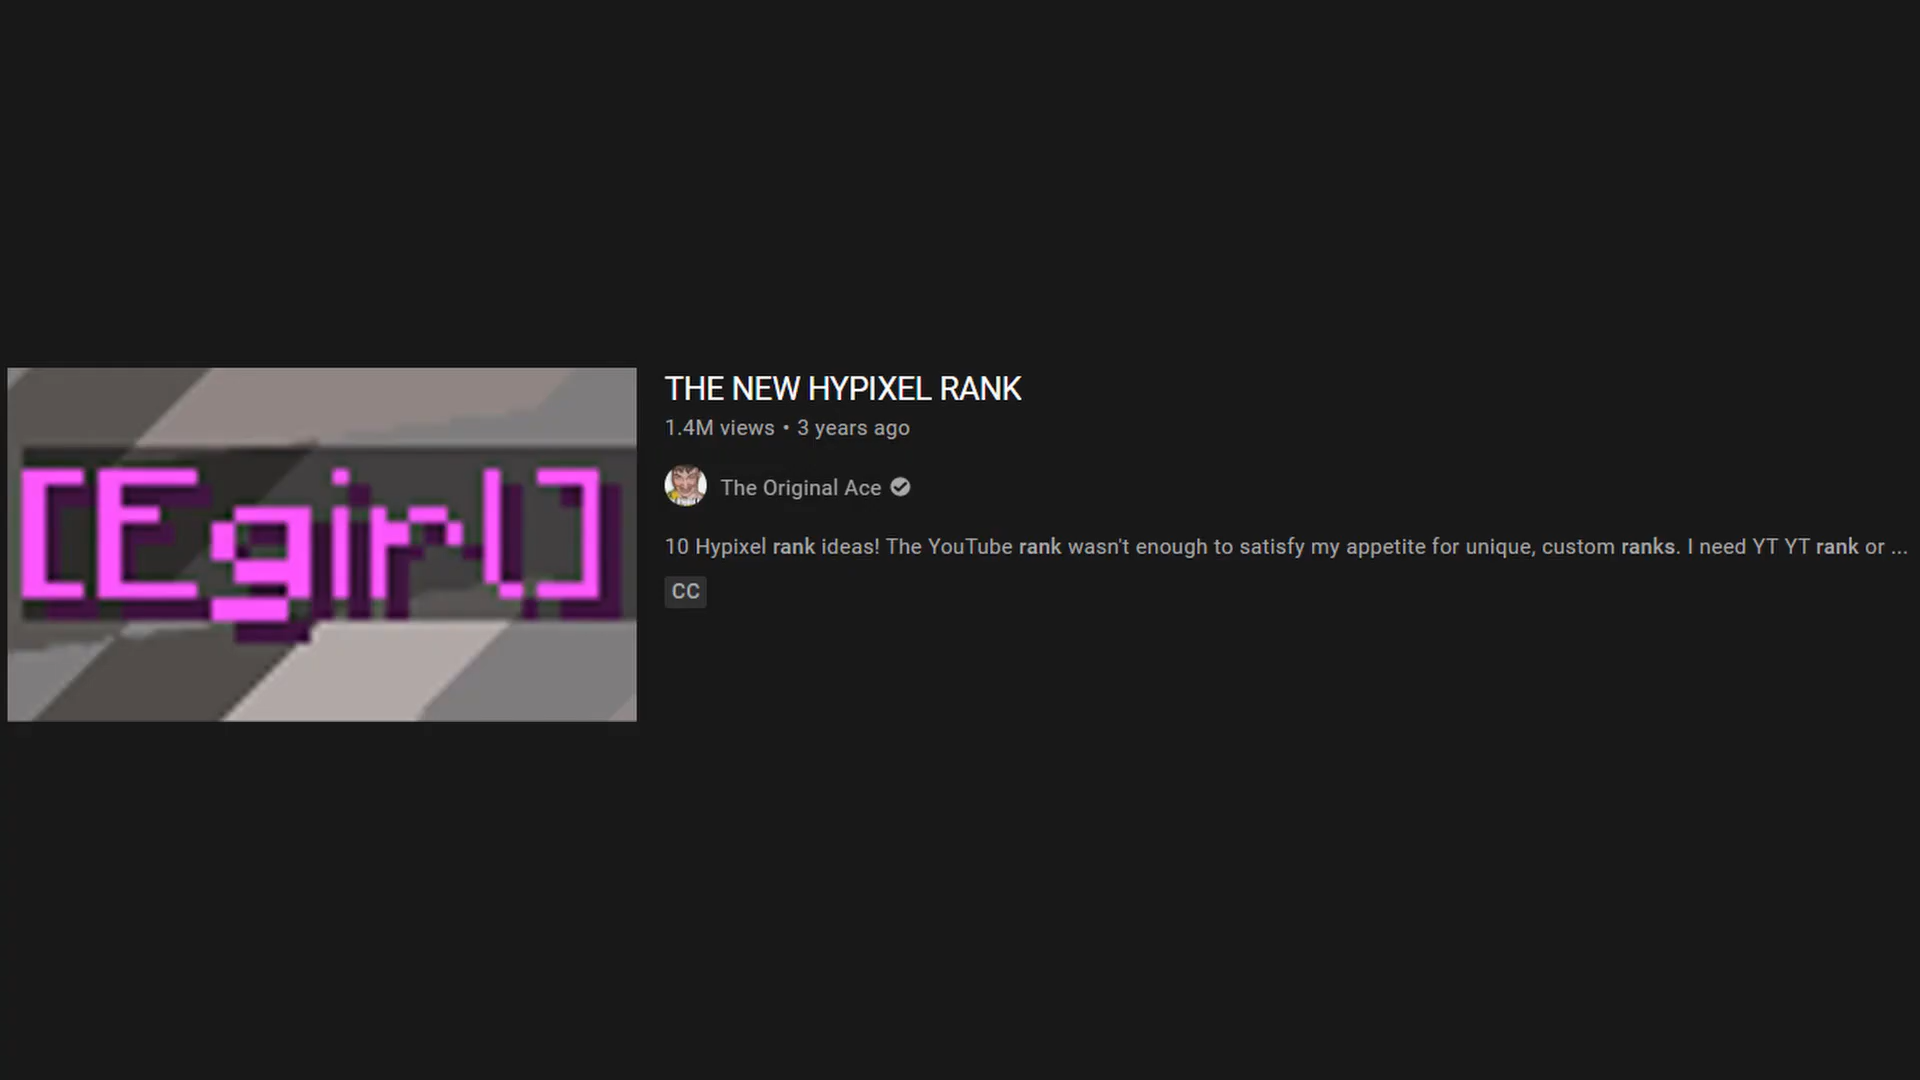 [Egirl]
THE NEW HYPIXEL RANK
1.4M views • 3 years ago
The Original Ace
10 Hypixel rank ideas! The YouTube rank wasn't enough to satisfy my appetite for unique, custom ranks. I need YT YT rank or ...
CC